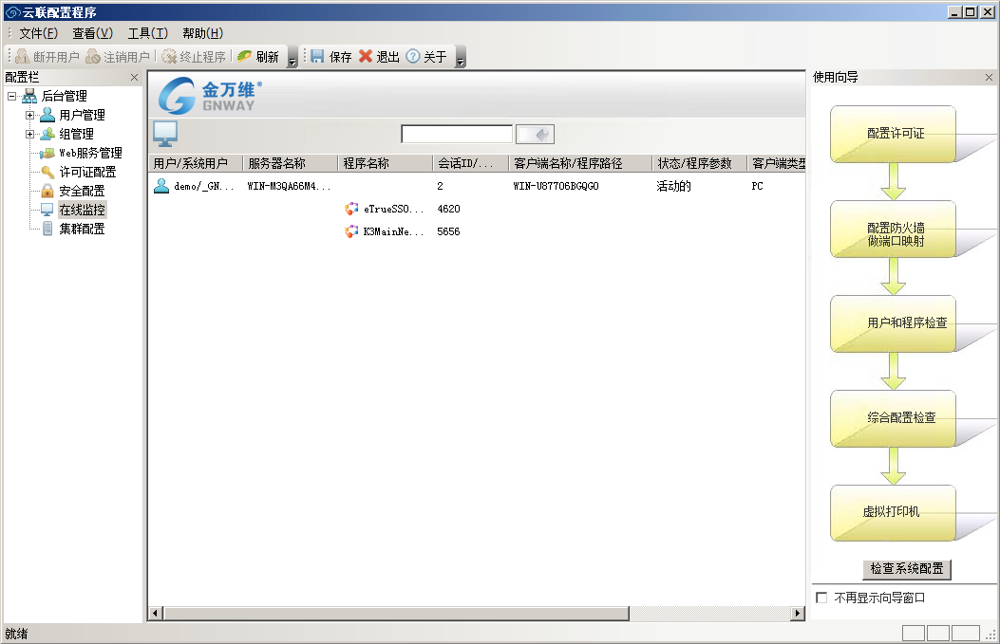 云联配置程序
文件(F) 查看(V) 工具(T) 帮助(H)
断开用户 注销用户 终止程序 刷新 保存 退出 关于
配置栏
后台管理
用户管理
组管理
Web服务管理
许可证配置
安全配置
在线监控
集群配置
金万维®
GNWAY
用户/系统用户 服务器名称 程序名称 会话ID/... 客户端名称/程序路径 状态/程序参数 客户端类型
demo/_GN... WIN-M3QA66M4... 2 WIN-U87706BGQGO 活动的 PC
eTrueSSO... 4620
K3MainNe... 5656
使用向导
配置许可证
配置防火墙
做端口映射
用户和程序检查
综合配置检查
虚拟打印机
检查系统配置
不再显示向导窗口
就绪